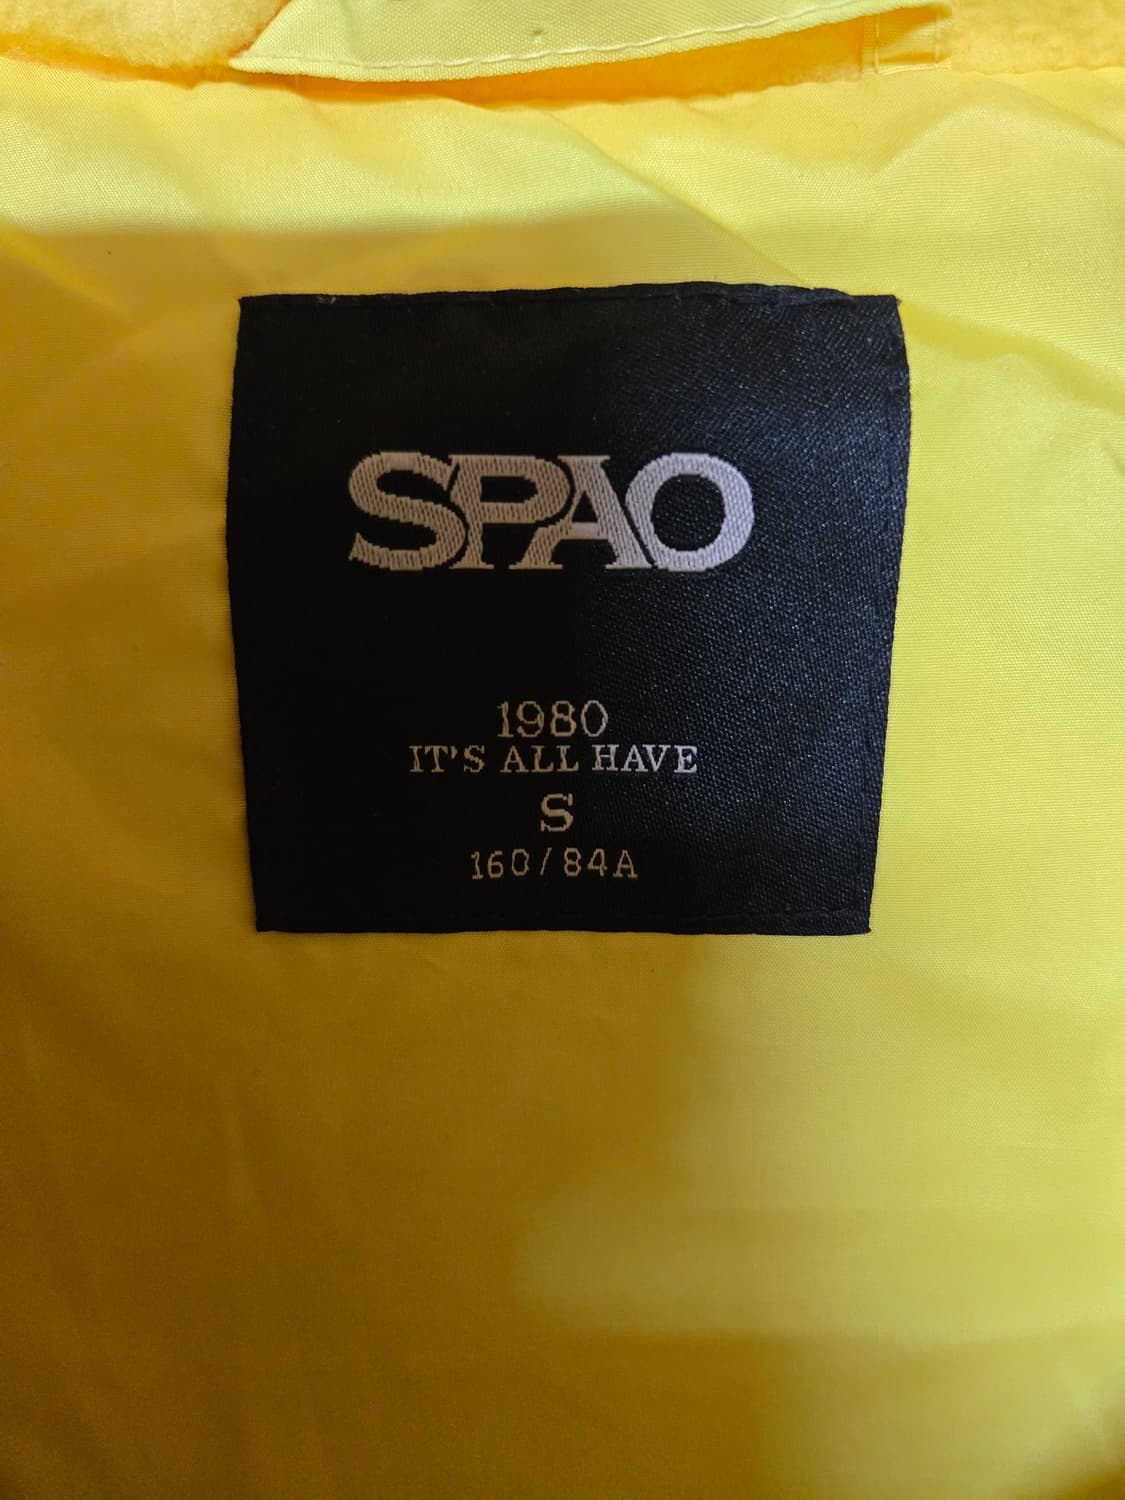 SPAO
1980
IT'S ALL HAVE
S
160/84A